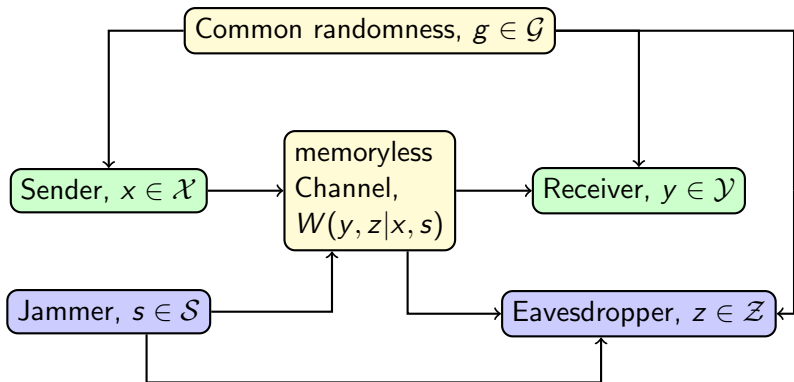 Common randomness, g ∈ 𝒢
memoryless
Channel,
W(y, z|x, s)
Sender, x ∈ 𝒳
Receiver, y ∈ 𝒴
Jammer, s ∈ 𝒮
Eavesdropper, z ∈ 𝒵